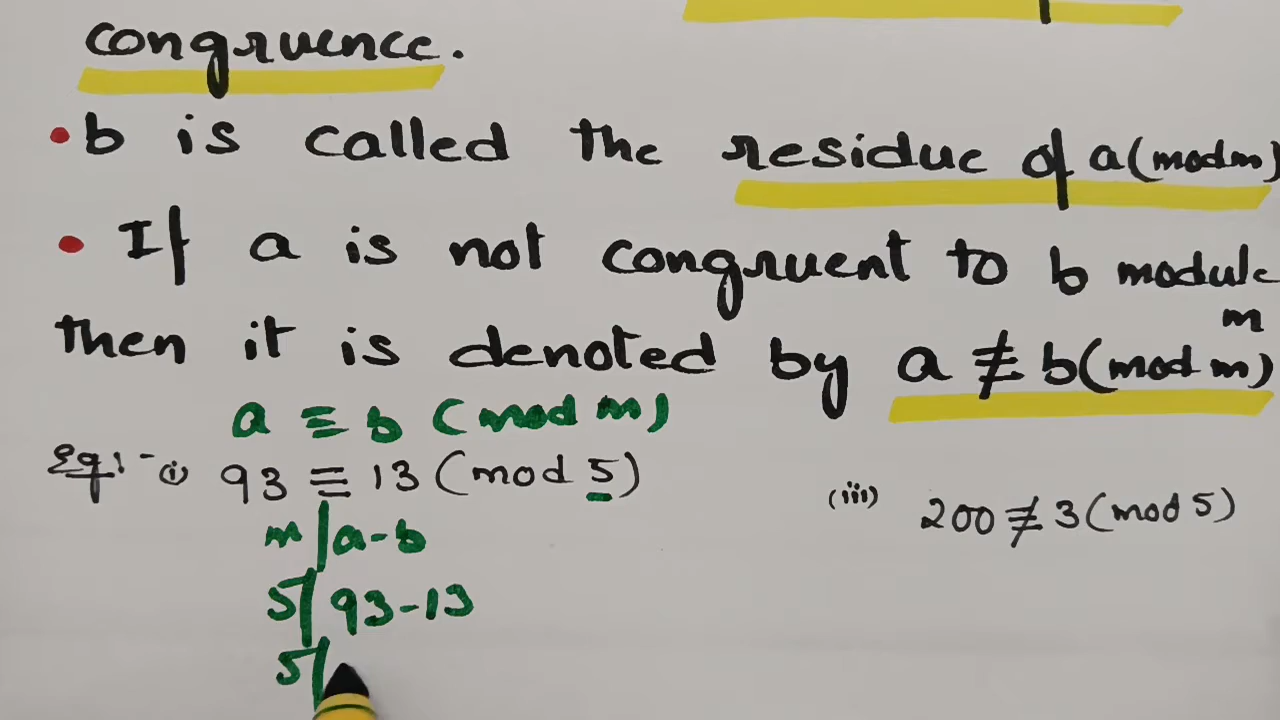 congruence.
• b is called the residue of a (mod m)
• If a is not congruent to b modulo
m
then it is denoted by a ≢ b (mod m)
a ≡ b (mod m)
Eg:- (i) 93 ≡ 13 (mod 5)
(iii) 200 ≢ 3 (mod 5)
m | a - b
5 | 93 - 13
5 |